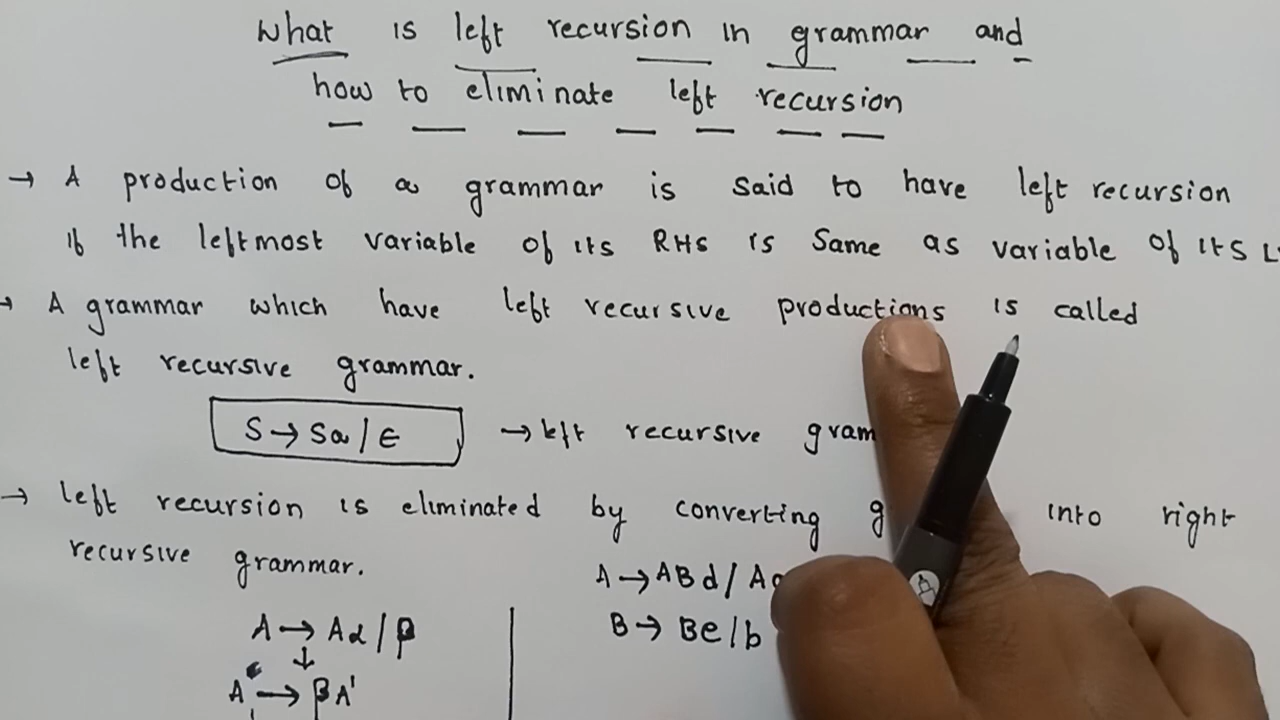 What is left recursion in grammar and
how to eliminate left recursion
→ A production of a grammar is said to have left recursion
if the leftmost variable of its RHS is same as variable of its
→ A grammar which have left recursive productions is called
left recursive grammar.
S → Sa / ε → left recursive gram
→ left recursion is eliminated by converting g into right
recursive grammar.
A → ABd / Aa
B → Be / b
A → Aα / β
↓
A → βA'